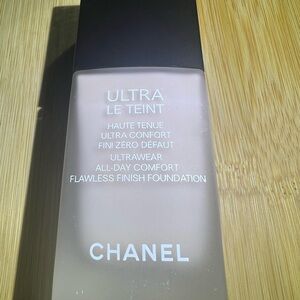 ULTRA
LE TEINT
HAUTE TENUE
ULTRA CONFORT
FINI ZÉRO DÉFAUT
ULTRAWEAR
ALL-DAY COMFORT
FLAWLESS FINISH FOUNDATION
CHANEL